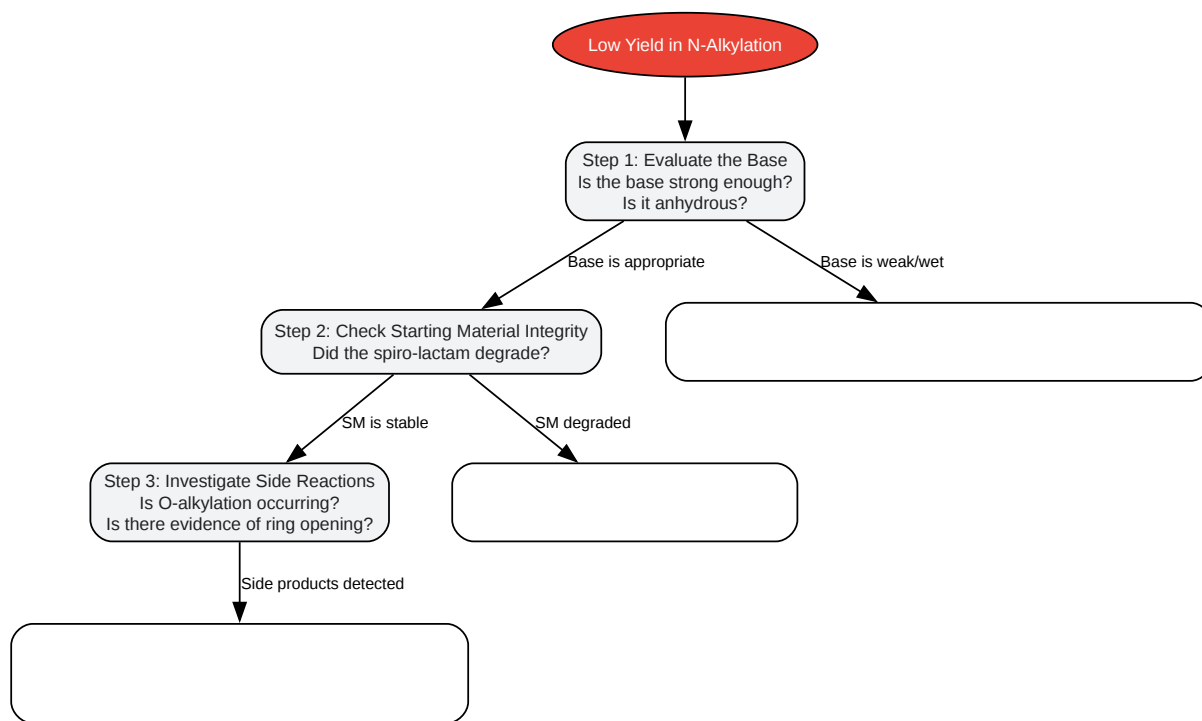 Low Yield in N-Alkylation
Step 1: Evaluate the Base
Is the base strong enough?
Is it anhydrous?
Base is appropriate
Base is weak/wet
Step 2: Check Starting Material Integrity
Did the spiro-lactam degrade?
SM is stable
SM degraded
Step 3: Investigate Side Reactions
Is O-alkylation occurring?
Is there evidence of ring opening?
Side products detected